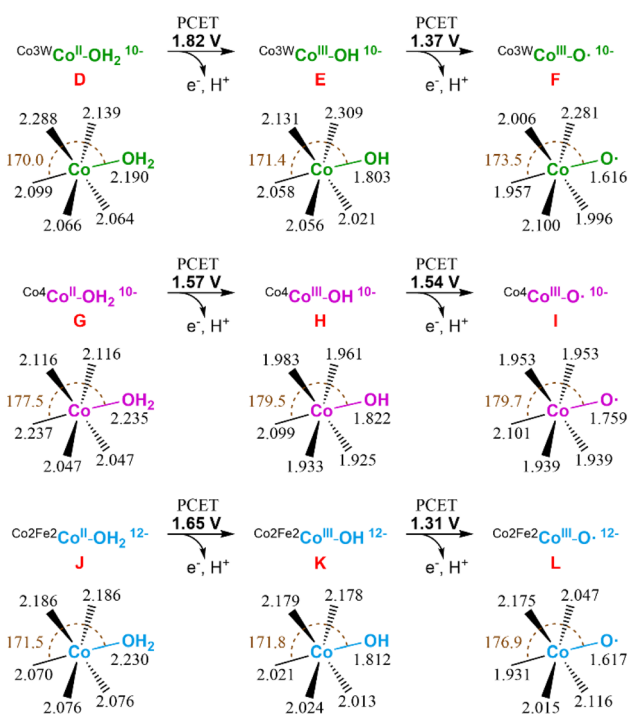 PCET PCET
Co3WCoII-OH2 10- 1.82 V Co3WCoIII-OH 10- 1.37 V Co3WCoIII-O· 10-
D e-, H+ E e-, H+ F
2.288 2.139 2.131 2.309 2.006 2.281
170.0 Co OH2 171.4 Co OH 173.5 Co O·
2.099 2.190 2.058 1.803 1.957 1.616
2.066 2.064 2.056 2.021 2.100 1.996
PCET PCET
Co4CoII-OH2 10- 1.57 V Co4CoIII-OH 10- 1.54 V Co4CoIII-O· 10-
G e-, H+ H e-, H+ I
2.116 2.116 1.983 1.961 1.953 1.953
177.5 Co OH2 179.5 Co OH 179.7 Co O·
2.237 2.235 2.099 1.822 2.101 1.759
2.047 2.047 1.933 1.925 1.939 1.939
PCET PCET
Co2Fe2CoII-OH2 12- 1.65 V Co2Fe2CoIII-OH 12- 1.31 V Co2Fe2CoIII-O· 12-
J e-, H+ K e-, H+ L
2.186 2.186 2.179 2.178 2.175 2.047
171.5 Co OH2 171.8 Co OH 176.9 Co O·
2.070 2.230 2.021 1.812 1.931 1.617
2.076 2.076 2.024 2.013 2.015 2.116